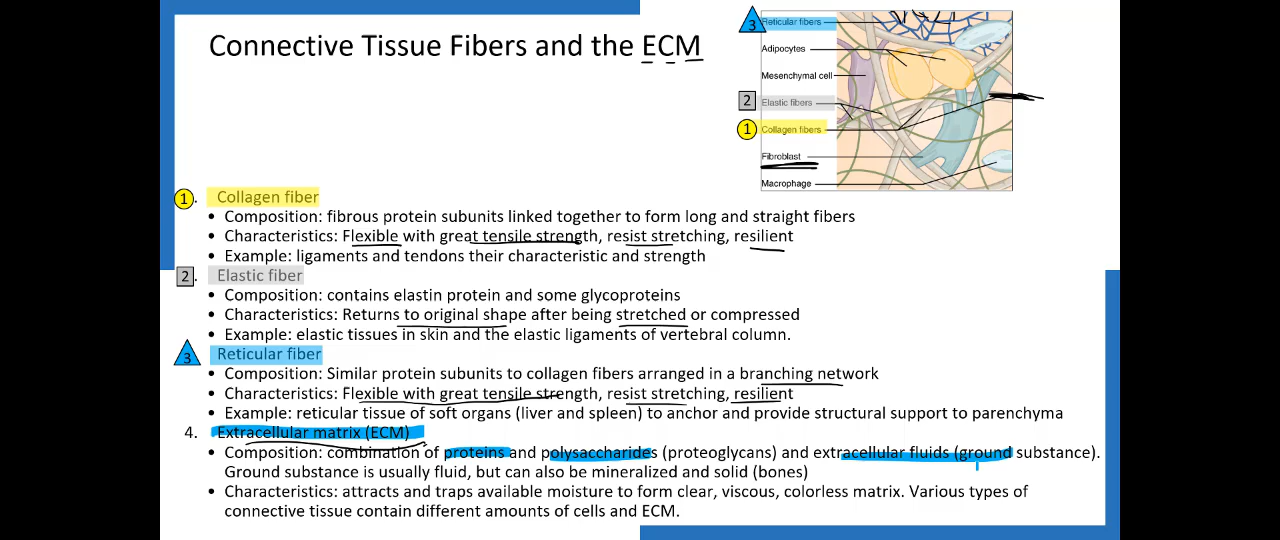 Connective Tissue Fibers and the ECM
3
Reticular fibers
Adipocytes
Mesenchymal cell
2
Elastic fibers
1
Collagen fibers
Fibroblast
Macrophage
1. Collagen fiber
• Composition: fibrous protein subunits linked together to form long and straight fibers
• Characteristics: Flexible with great tensile strength, resist stretching, resilient
• Example: ligaments and tendons their characteristic and strength
2. Elastic fiber
• Composition: contains elastin protein and some glycoproteins
• Characteristics: Returns to original shape after being stretched or compressed
• Example: elastic tissues in skin and the elastic ligaments of vertebral column.
3 Reticular fiber
• Composition: Similar protein subunits to collagen fibers arranged in a branching network
• Characteristics: Flexible with great tensile strength, resist stretching, resilient
• Example: reticular tissue of soft organs (liver and spleen) to anchor and provide structural support to parenchyma
4. Extracellular matrix (ECM)
• Composition: combination of proteins and polysaccharides (proteoglycans) and extracellular fluids (ground substance).
Ground substance is usually fluid, but can also be mineralized and solid (bones)
• Characteristics: attracts and traps available moisture to form clear, viscous, colorless matrix. Various types of
connective tissue contain different amounts of cells and ECM.